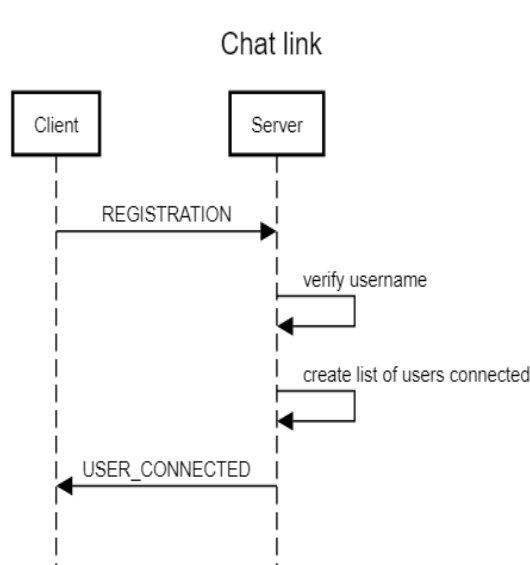 Chat link
Client
Server
REGISTRATION
verify username
create list of users connected
USER_CONNECTED